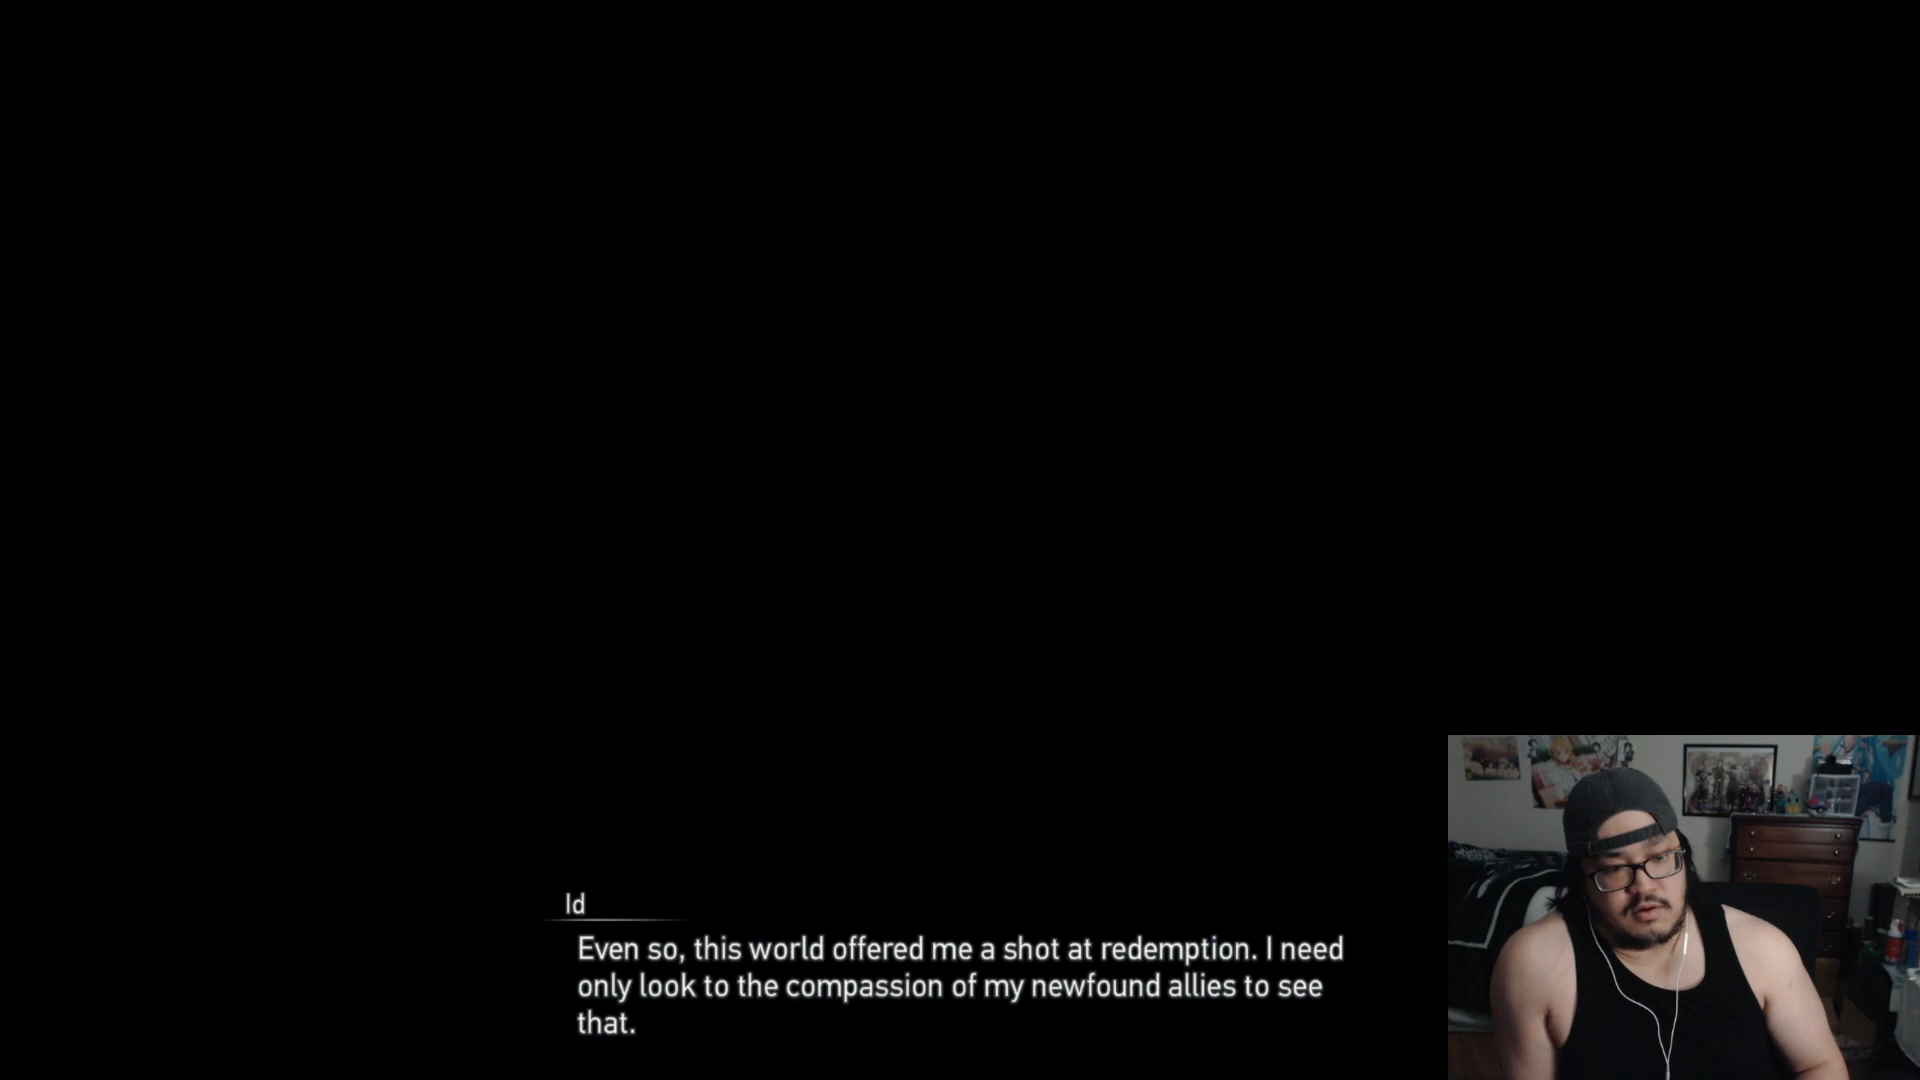 Id
Even so, this world offered me a shot at redemption. I need
only look to the compassion of my newfound allies to see
that.